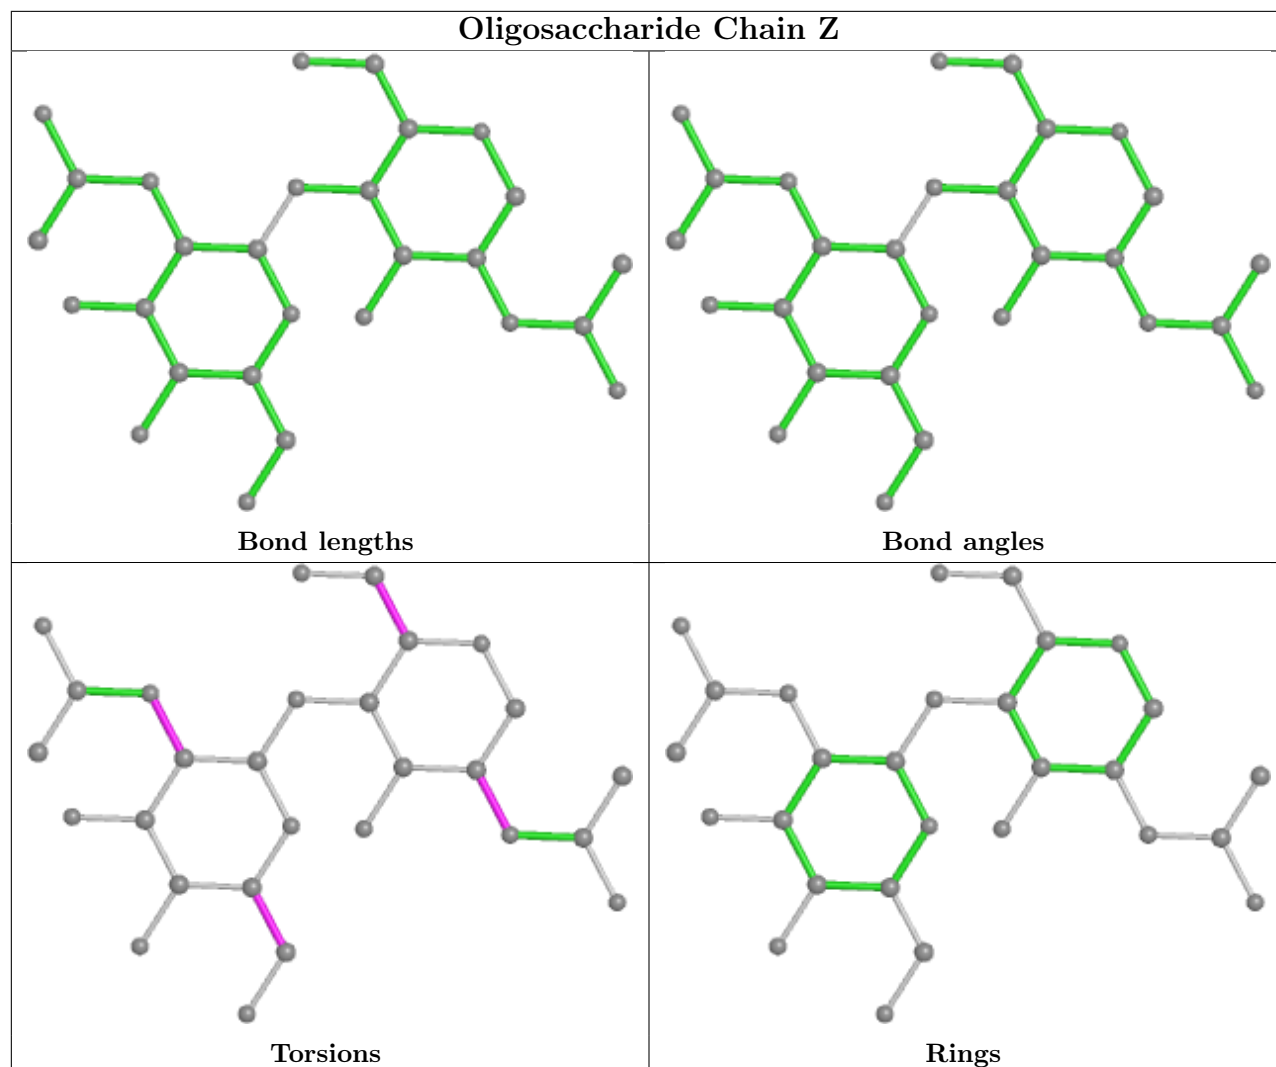 Oligosaccharide Chain Z
Bond lengths
Bond angles
Torsions
Rings